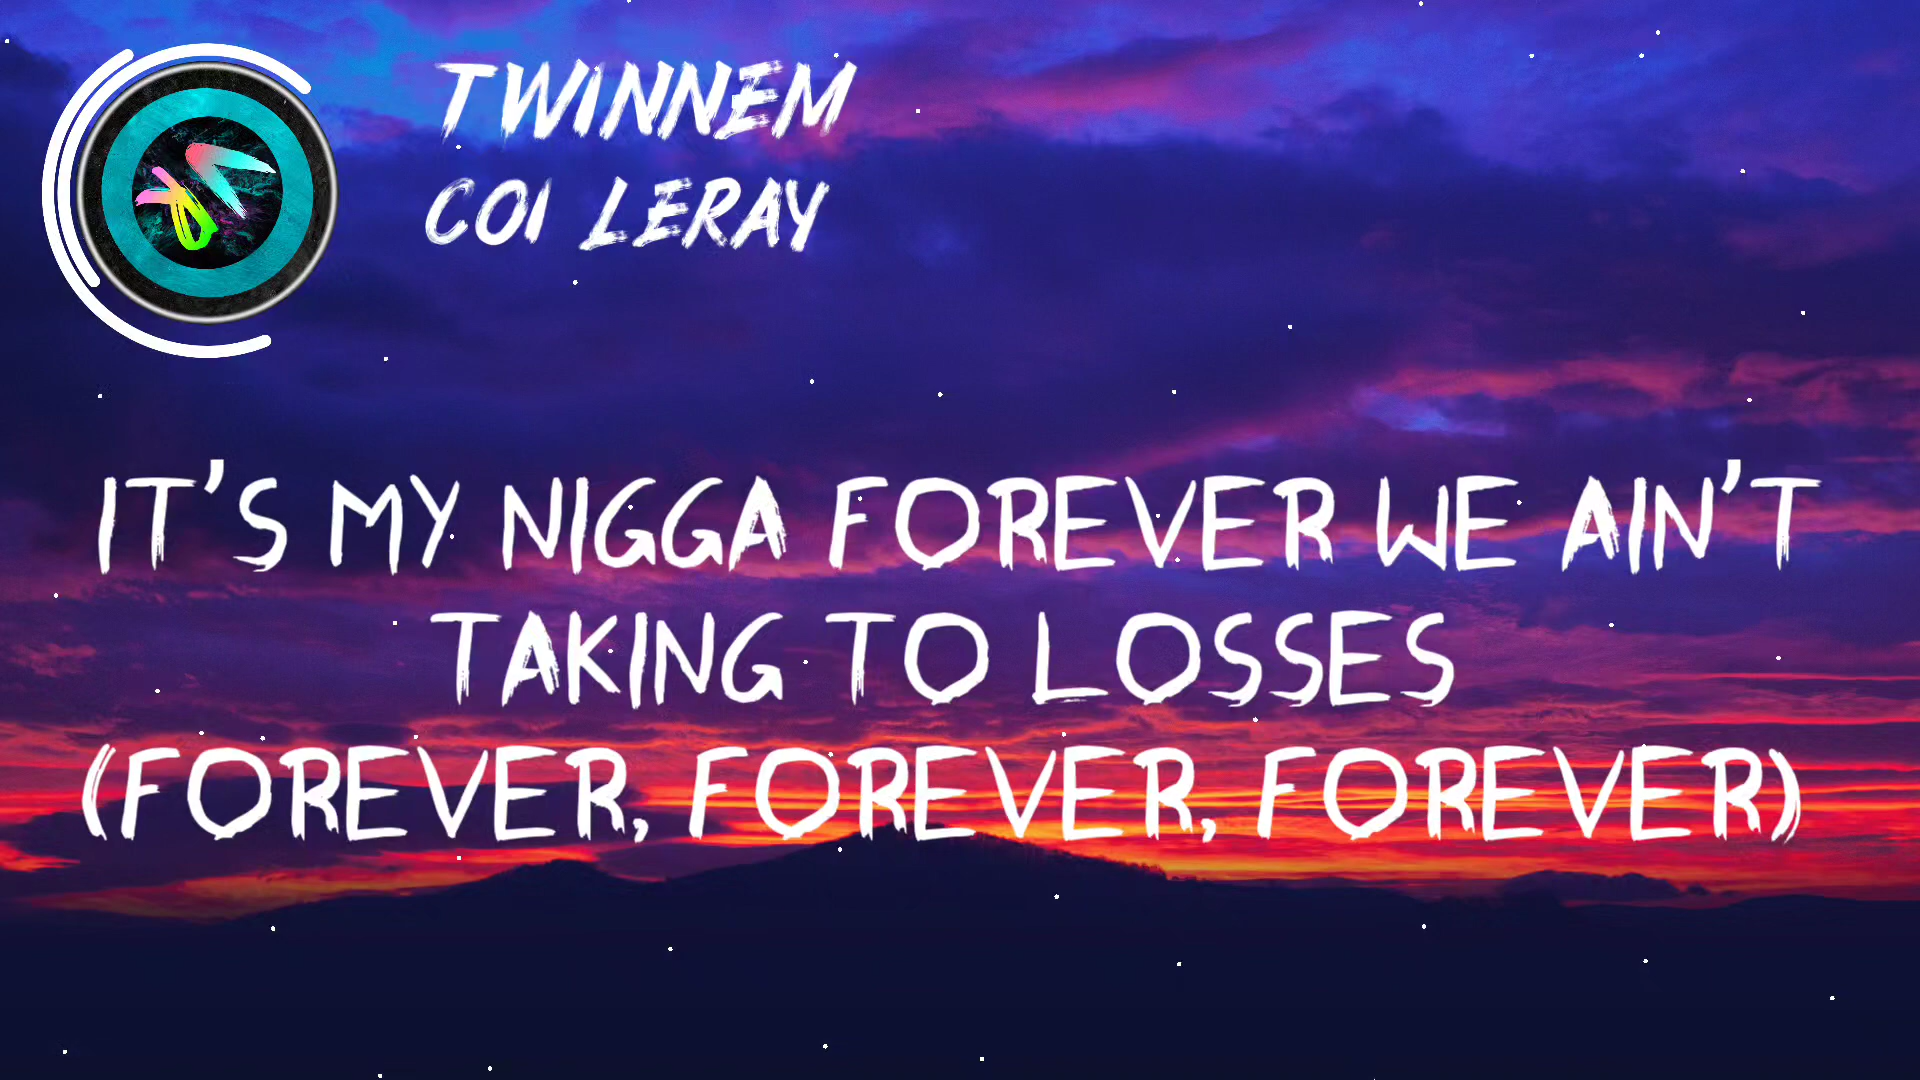 TWINNEM
COI LERAY
IT'S MY NIGGA FOREVER WE AIN'T
TAKING TO LOSSES
(FOREVER, FOREVER, FOREVER)